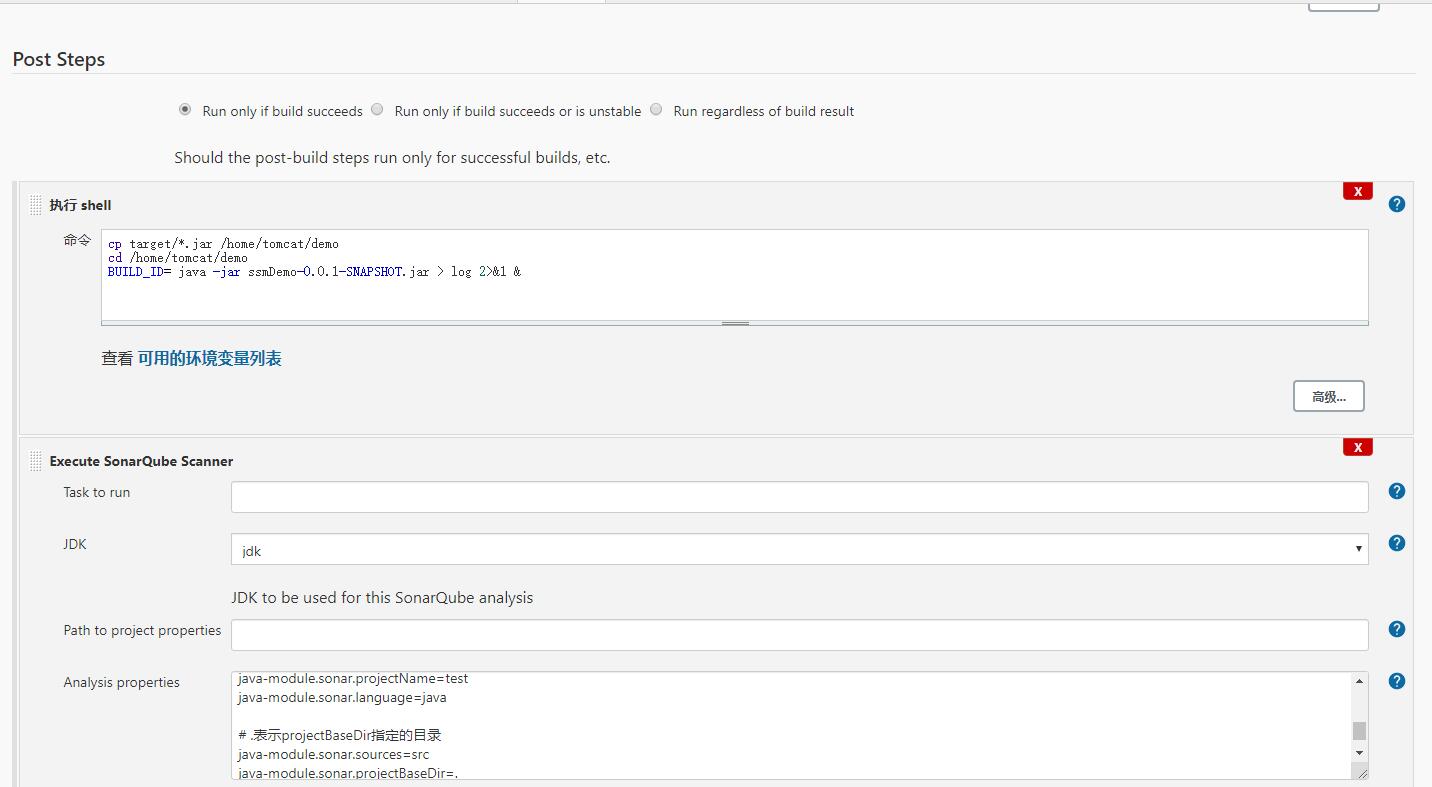 Post Steps
Run only if build succeeds Run only if build succeeds or is unstable Run regardless of build result
Should the post-build steps run only for successful builds, etc.
X
执行 shell
?
命令
cp target/*.jar /home/tomcat/demo
cd /home/tomcat/demo
BUILD_ID= java -jar ssmDemo-0.0.1-SNAPSHOT.jar > log 2>&1 &
查看 可用的环境变量列表
高级...
X
Execute SonarQube Scanner
Task to run
?
JDK
jdk
?
JDK to be used for this SonarQube analysis
Path to project properties
?
Analysis properties
?
java-module.sonar.projectName=test
java-module.sonar.language=java
# .表示projectBaseDir指定的目录
java-module.sonar.sources=src
java-module.sonar.projectBaseDir=.